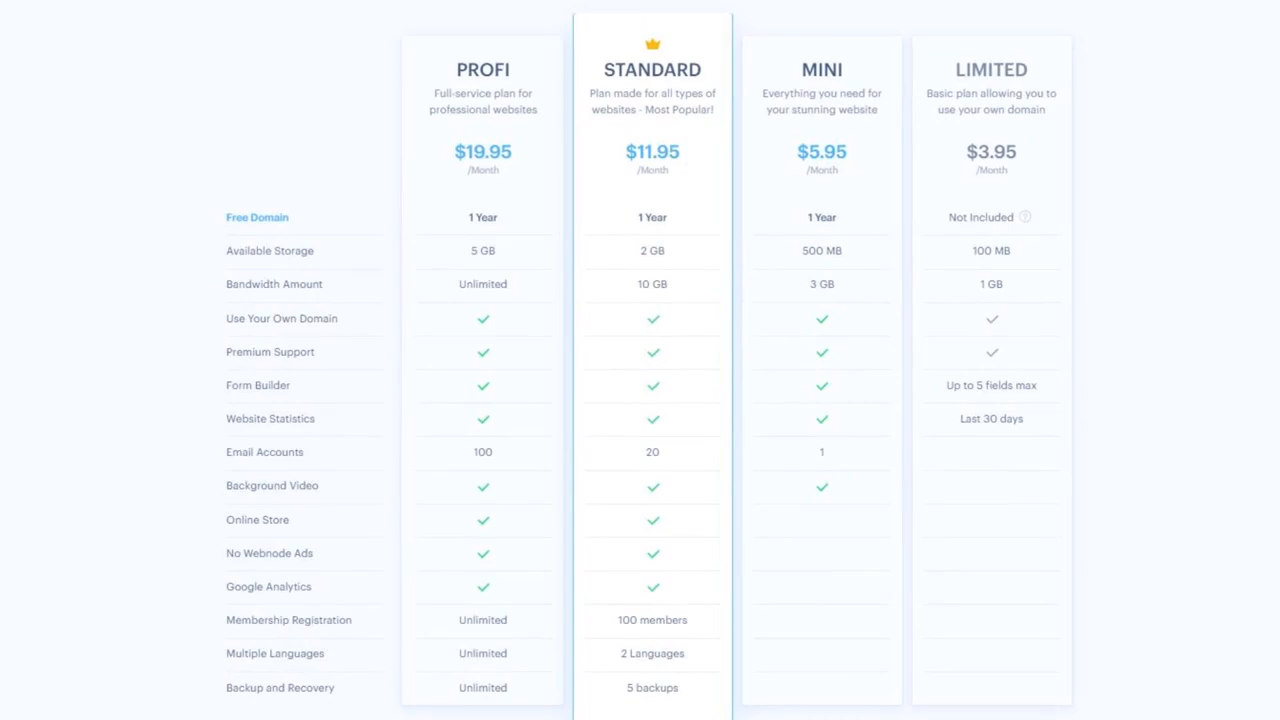 PROFI
Full-service plan for
professional websites
$19.95
/Month
STANDARD
Plan made for all types of
websites - Most Popular!
$11.95
/Month
MINI
Everything you need for
your stunning website
$5.95
/Month
LIMITED
Basic plan allowing you to
use your own domain
$3.95
/Month
Free Domain 1 Year 1 Year 1 Year Not Included ?
Available Storage 5 GB 2 GB 500 MB 100 MB
Bandwidth Amount Unlimited 10 GB 3 GB 1 GB
Use Your Own Domain
Premium Support
Form Builder Up to 5 fields max
Website Statistics Last 30 days
Email Accounts 100 20 1
Background Video
Online Store
No Webnode Ads
Google Analytics
Membership Registration Unlimited 100 members
Multiple Languages Unlimited 2 Languages
Backup and Recovery Unlimited 5 backups